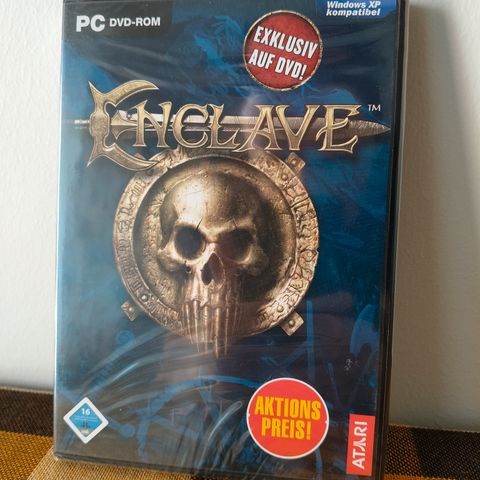 PC DVD-ROM
Windows XP
kompatibel
EXKLUSIV
AUF DVD!
ENCLAVE™
16
AKTIONS
PREIS!
ATARI